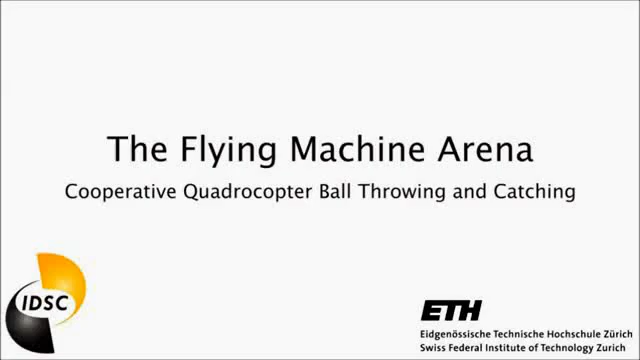 The Flying Machine Arena
Cooperative Quadrocopter Ball Throwing and Catching
IDSC
ETH
Eidgenössische Technische Hochschule Zürich
Swiss Federal Institute of Technology Zurich